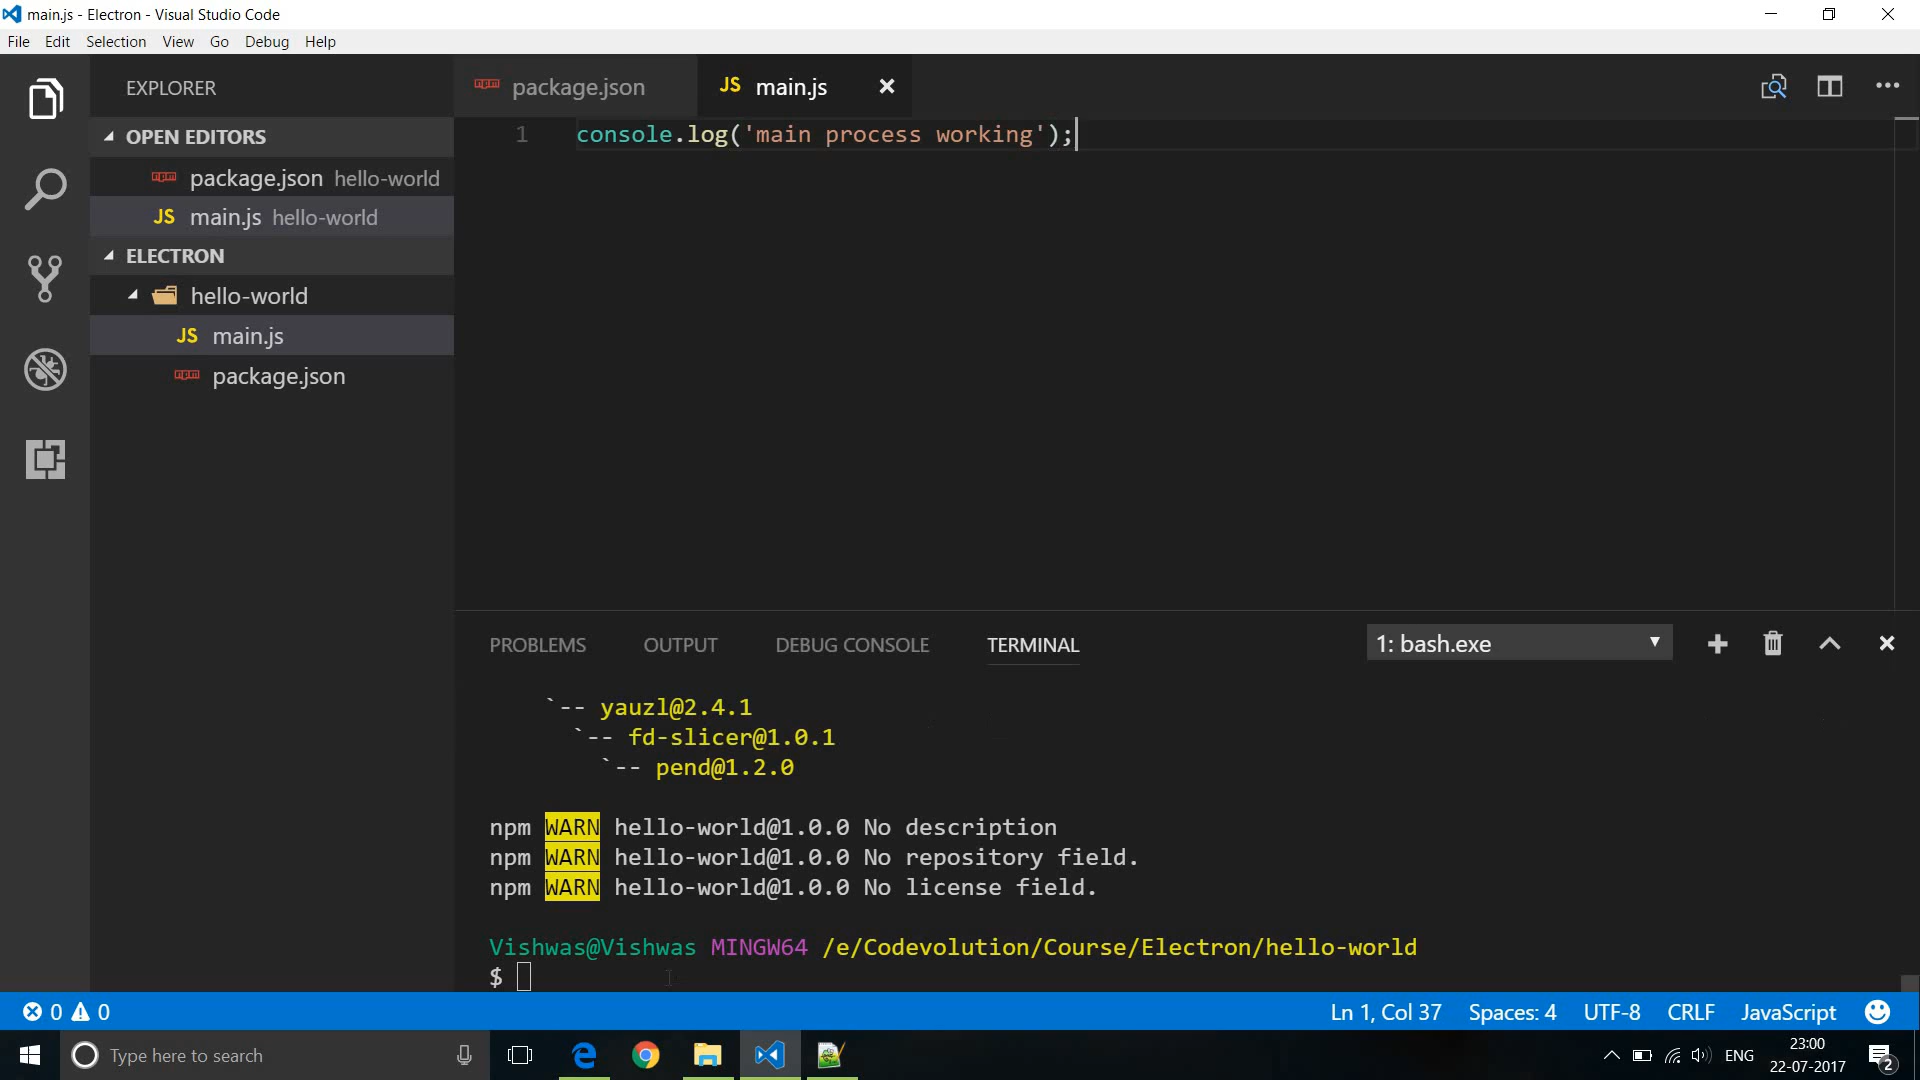 main.js - Electron - Visual Studio Code
File Edit Selection View Go Debug Help
EXPLORER
OPEN EDITORS
package.json hello-world
JS main.js hello-world
ELECTRON
hello-world
JS main.js
package.json
package.json JS main.js
1 console.log('main process working');
PROBLEMS OUTPUT DEBUG CONSOLE TERMINAL 1: bash.exe
`-- yauzl@2.4.1
`-- fd-slicer@1.0.1
`-- pend@1.2.0
npm WARN hello-world@1.0.0 No description
npm WARN hello-world@1.0.0 No repository field.
npm WARN hello-world@1.0.0 No license field.
Vishwas@Vishwas MINGW64 /e/Codevolution/Course/Electron/hello-world
$
0 0 Ln 1, Col 37 Spaces: 4 UTF-8 CRLF JavaScript
Type here to search ENG 23:00
22-07-2017 2